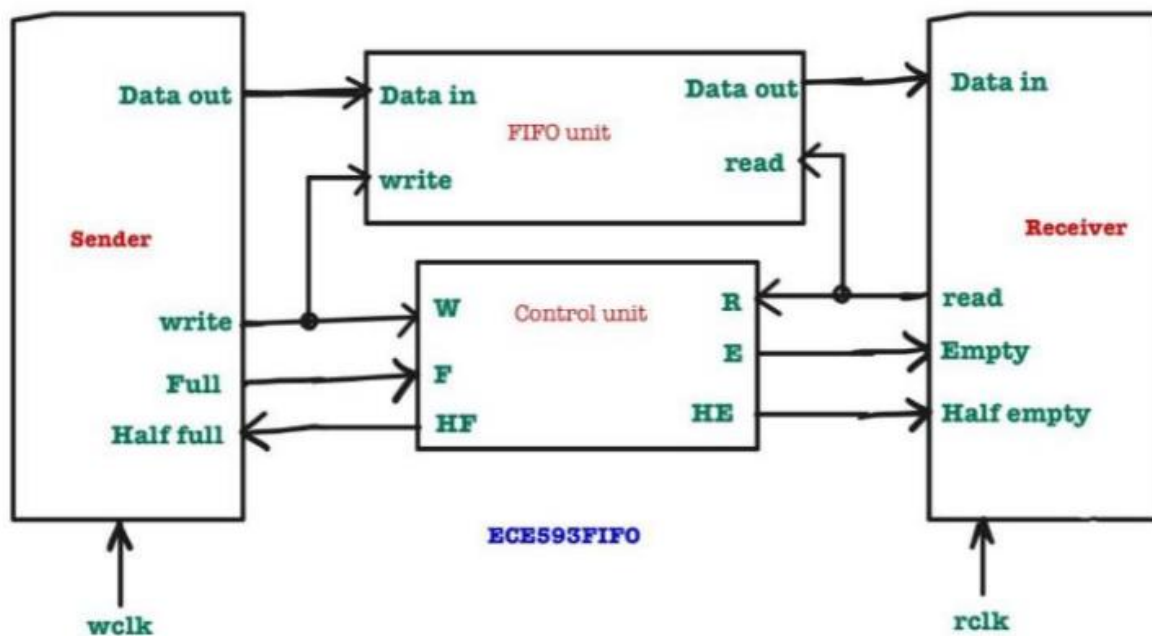 Data out
Data in
FIFO unit
Data out
Data in
write
read
Sender
Receiver
write
W
Control unit
R
read
Full
F
E
Empty
Half full
HF
HE
Half empty
ECE593FIFO
wclk
rclk